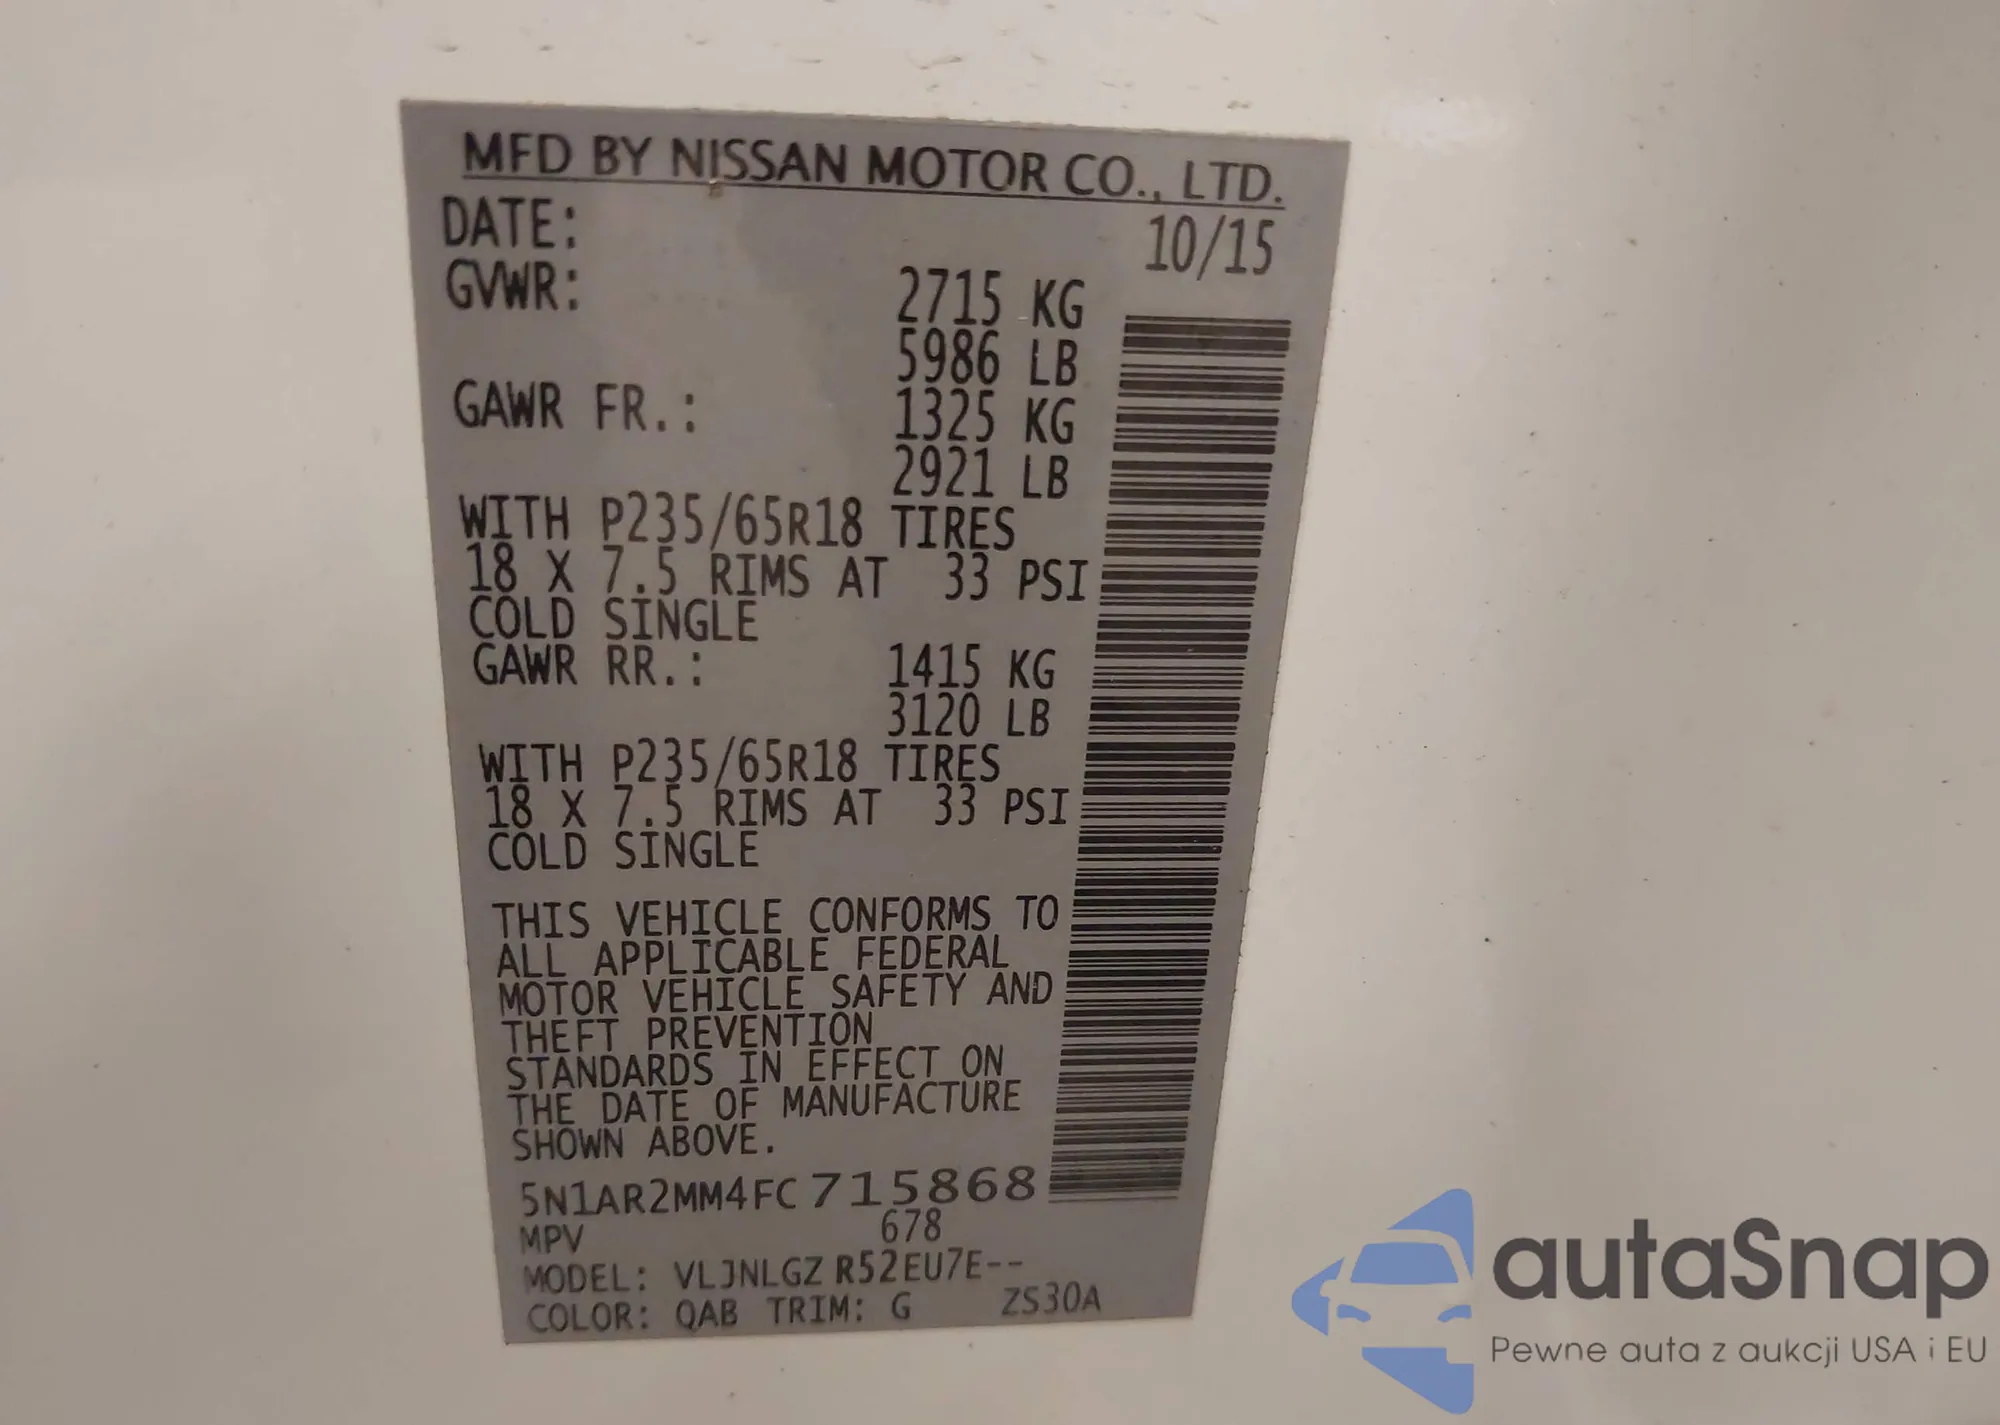 MFD BY NISSAN MOTOR CO., LTD.
DATE: 10/15
GVWR: 2715 KG
5986 LB
GAWR FR.: 1325 KG
2921 LB
WITH P235/65R18 TIRES
18 X 7.5 RIMS AT 33 PSI
COLD SINGLE
GAWR RR.: 1415 KG
3120 LB
WITH P235/65R18 TIRES
18 X 7.5 RIMS AT 33 PSI
COLD SINGLE
THIS VEHICLE CONFORMS TO
ALL APPLICABLE FEDERAL
MOTOR VEHICLE SAFETY AND
THEFT PREVENTION
STANDARDS IN EFFECT ON
THE DATE OF MANUFACTURE
SHOWN ABOVE.
5N1AR2MM4FC715868
MPV 678
MODEL: VLJNLGZ R52EU7E--
COLOR: QAB TRIM: G ZS30A
autaSnap
Pewne auta z aukcji USA i EU